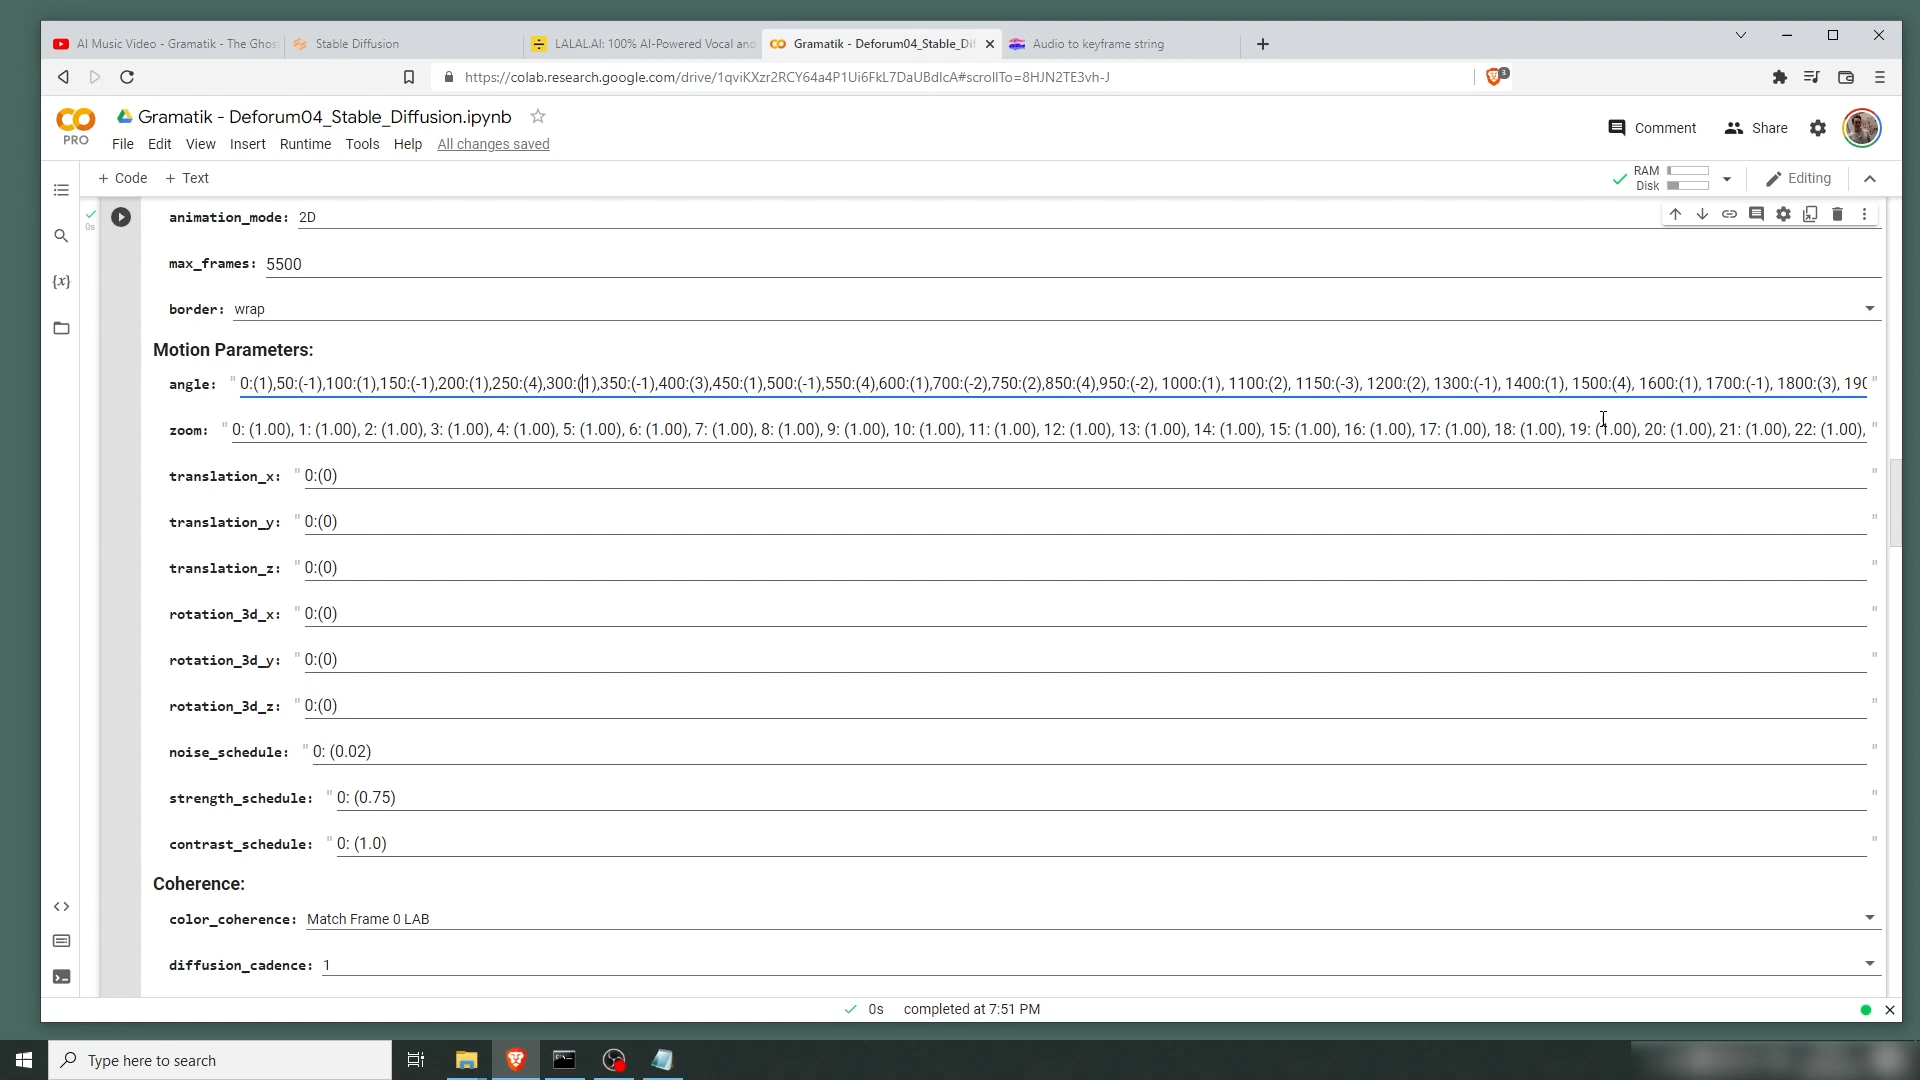 AI Music Video - Gramatik - The Ghos
Stable Diffusion
LALAL.AI: 100% AI-Powered Vocal and
Gramatik - Deforum04_Stable_Dif
Audio to keyframe string
https://colab.research.google.com/drive/1qviKXzr2RCY64a4P1Ui6FkL7DaUBdlcA#scrollTo=8HJN2TE3vh-J
3
PRO
Gramatik - Deforum04_Stable_Diffusion.ipynb
File Edit View Insert Runtime Tools Help All changes saved
Comment
Share
+ Code + Text
RAM
Disk
Editing
0s
animation_mode: 2D
max_frames: 5500
border: wrap
Motion Parameters:
angle: " 0:(1),50:(-1),100:(1),150:(-1),200:(1),250:(4),300:(1),350:(-1),400:(3),450:(1),500:(-1),550:(4),600:(1),700:(-2),750:(2),850:(4),950:(-2), 1000:(1), 1100:(2), 1150:(-3), 1200:(2), 1300:(-1), 1400:(1), 1500:(4), 1600:(1), 1700:(-1), 1800:(3), 190 "
zoom: " 0: (1.00), 1: (1.00), 2: (1.00), 3: (1.00), 4: (1.00), 5: (1.00), 6: (1.00), 7: (1.00), 8: (1.00), 9: (1.00), 10: (1.00), 11: (1.00), 12: (1.00), 13: (1.00), 14: (1.00), 15: (1.00), 16: (1.00), 17: (1.00), 18: (1.00), 19: (1.00), 20: (1.00), 21: (1.00), 22: (1.00), "
translation_x: " 0:(0) "
translation_y: " 0:(0) "
translation_z: " 0:(0) "
rotation_3d_x: " 0:(0) "
rotation_3d_y: " 0:(0) "
rotation_3d_z: " 0:(0) "
noise_schedule: " 0: (0.02) "
strength_schedule: " 0: (0.75) "
contrast_schedule: " 0: (1.0) "
Coherence:
color_coherence: Match Frame 0 LAB
diffusion_cadence: 1
0s completed at 7:51 PM
Type here to search